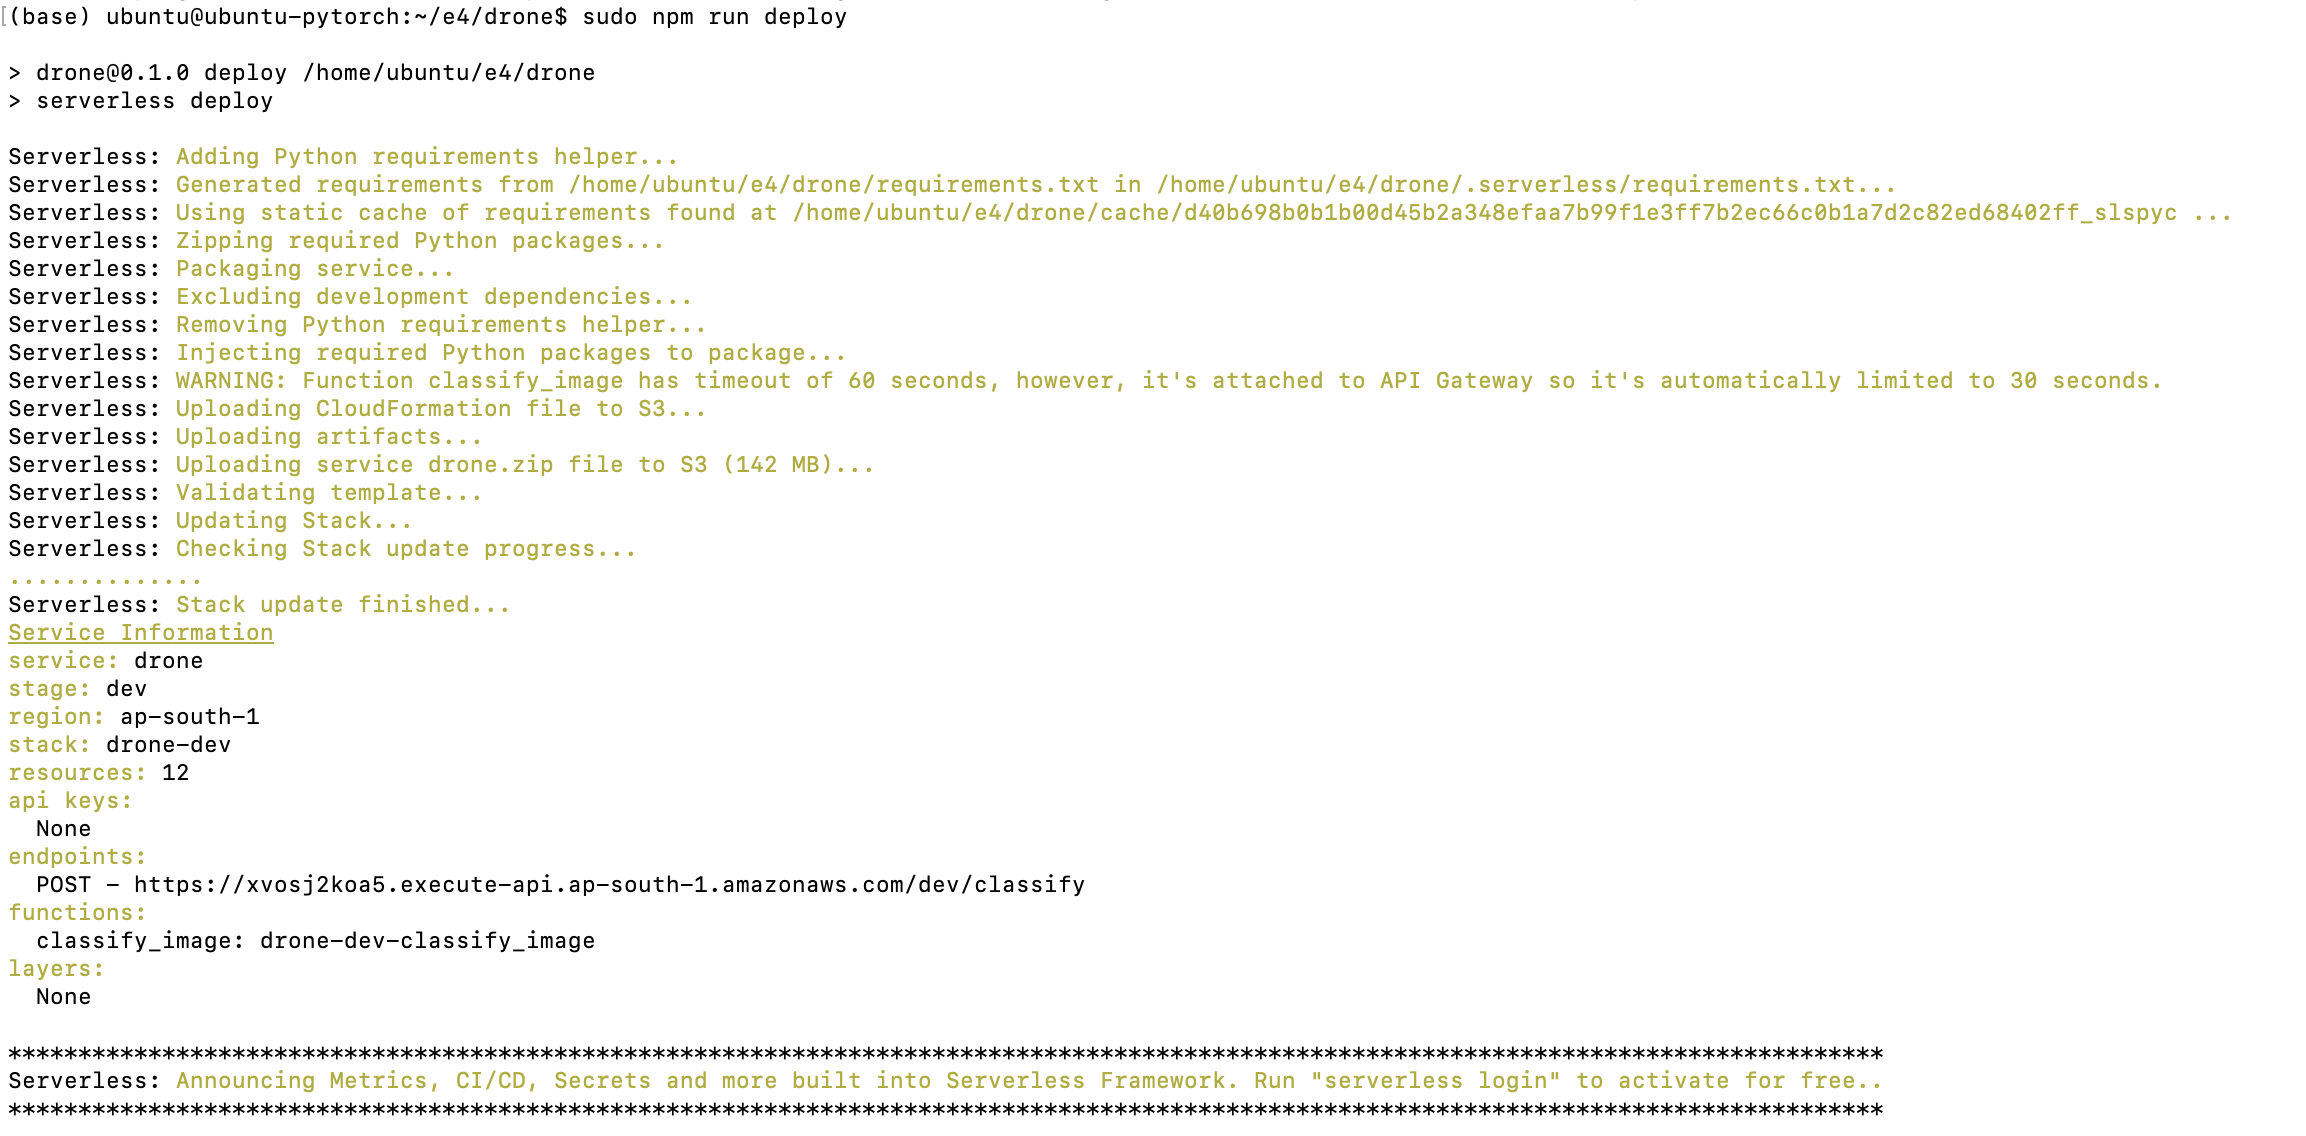 (base) ubuntu@ubuntu-pytorch:~/e4/drone$ sudo npm run deploy
> drone@0.1.0 deploy /home/ubuntu/e4/drone
> serverless deploy
Serverless: Adding Python requirements helper...
Serverless: Generated requirements from /home/ubuntu/e4/drone/requirements.txt in /home/ubuntu/e4/drone/.serverless/requirements.txt...
Serverless: Using static cache of requirements found at /home/ubuntu/e4/drone/cache/d40b698b0b1b00d45b2a348efaa7b99f1e3ff7b2ec66c0b1a7d2c82ed68402ff_slspyc ...
Serverless: Zipping required Python packages...
Serverless: Packaging service...
Serverless: Excluding development dependencies...
Serverless: Removing Python requirements helper...
Serverless: Injecting required Python packages to package...
Serverless: WARNING: Function classify_image has timeout of 60 seconds, however, it's attached to API Gateway so it's automatically limited to 30 seconds.
Serverless: Uploading CloudFormation file to S3...
Serverless: Uploading artifacts...
Serverless: Uploading service drone.zip file to S3 (142 MB)...
Serverless: Validating template...
Serverless: Updating Stack...
Serverless: Checking Stack update progress...
..............
Serverless: Stack update finished...
Service Information
service: drone
stage: dev
region: ap-south-1
stack: drone-dev
resources: 12
api keys:
  None
endpoints:
  POST - https://xvosj2koa5.execute-api.ap-south-1.amazonaws.com/dev/classify
functions:
  classify_image: drone-dev-classify_image
layers:
  None
**************************************************************************************************************************************
Serverless: Announcing Metrics, CI/CD, Secrets and more built into Serverless Framework. Run "serverless login" to activate for free..
**************************************************************************************************************************************